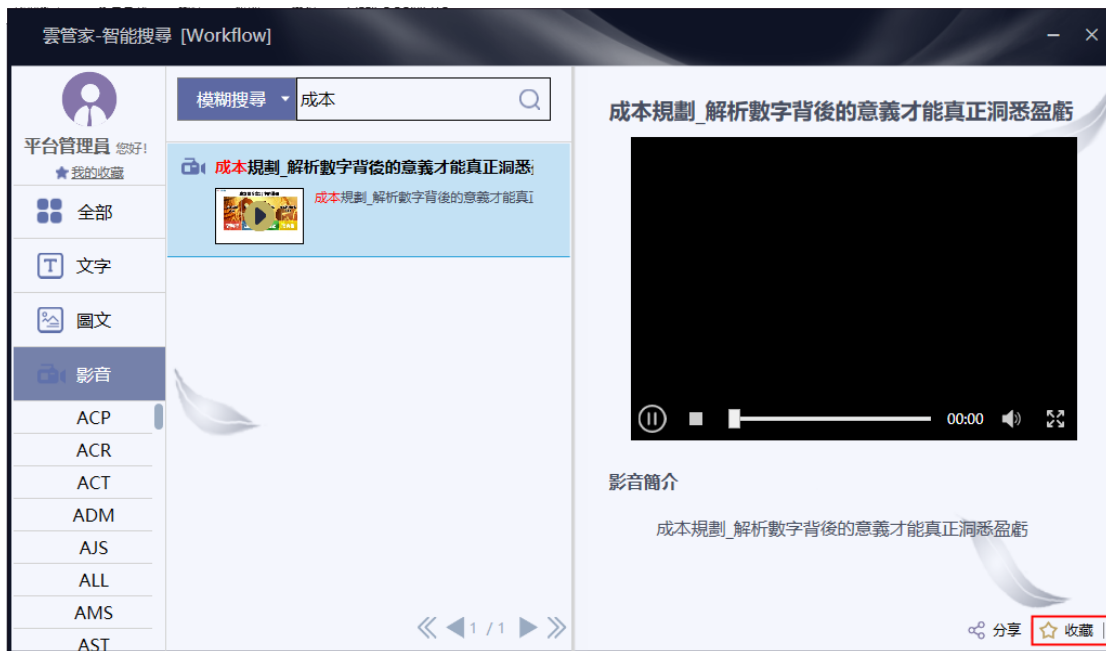 雲管家-智能搜尋 [Workflow]
平台管理員 您好!
我的收藏
全部
文字
圖文
影音
ACP
ACR
ACT
ADM
AJS
ALL
AMS
AST
模糊搜尋
成本
成本規劃_解析數字背後的意義才能真正洞悉
成本規劃_解析數字背後的意義才能真正
1 / 1
成本規劃_解析數字背後的意義才能真正洞悉盈虧
00:00
影音簡介
成本規劃_解析數字背後的意義才能真正洞悉盈虧
分享
收藏